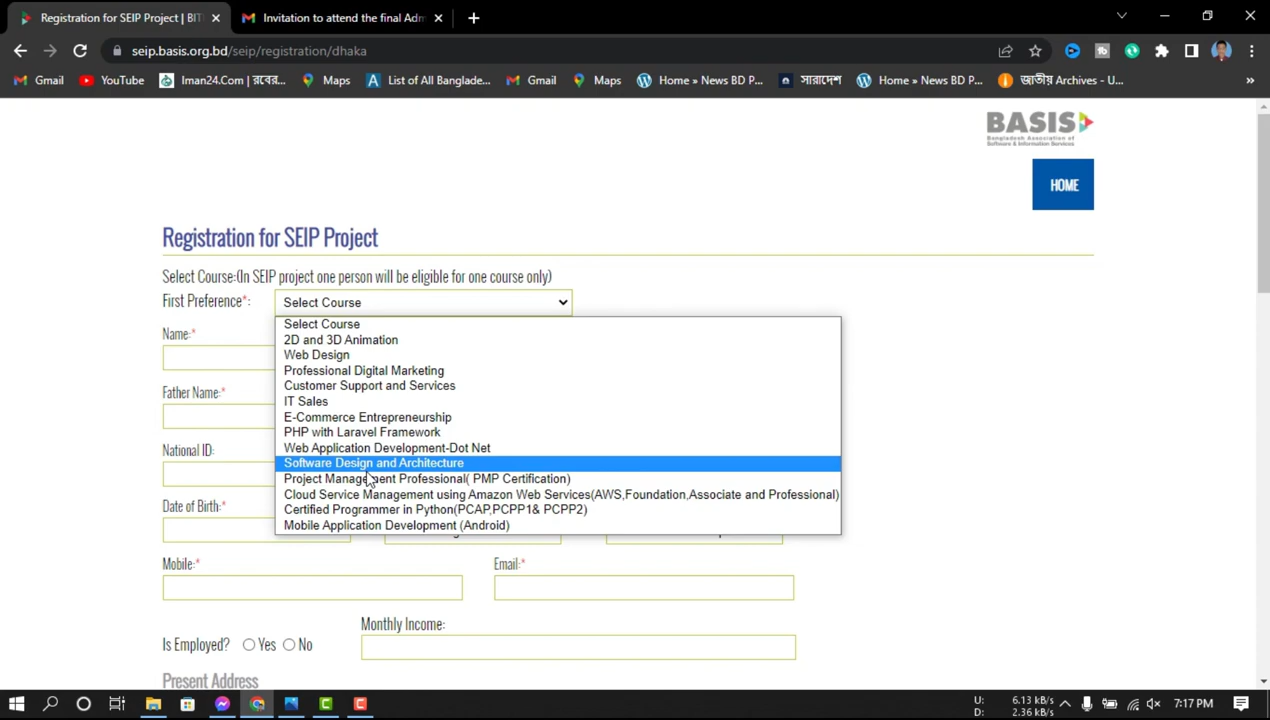 Registration for SEIP Project | BIT
Invitation to attend the final Adm
seip.basis.org.bd/seip/registration/dhaka
Gmail
YouTube
Iman24.Com | রবের...
Maps
List of All Banglade...
Gmail
Maps
Home » News BD P...
সারাদেশ
Home » News BD P...
জাতীয় Archives - U...
BASIS
Bangladesh Association of
Software & Information Services
HOME
Registration for SEIP Project
Select Course:(In SEIP project one person will be eligible for one course only)
First Preference*:
Select Course
Select Course
2D and 3D Animation
Web Design
Professional Digital Marketing
Customer Support and Services
IT Sales
E-Commerce Entrepreneurship
PHP with Laravel Framework
Web Application Development-Dot Net
Software Design and Architecture
Project Management Professional( PMP Certification)
Cloud Service Management using Amazon Web Services(AWS,Foundation,Associate and Professional)
Certified Programmer in Python(PCAP,PCPP1& PCPP2)
Mobile Application Development (Android)
Name:*
Father Name:*
National ID:
Date of Birth:*
Mobile:*
Email:*
Monthly Income:
Is Employed?
Yes
No
Present Address
U: 6.13 kB/s
D: 2.36 kB/s
7:17 PM